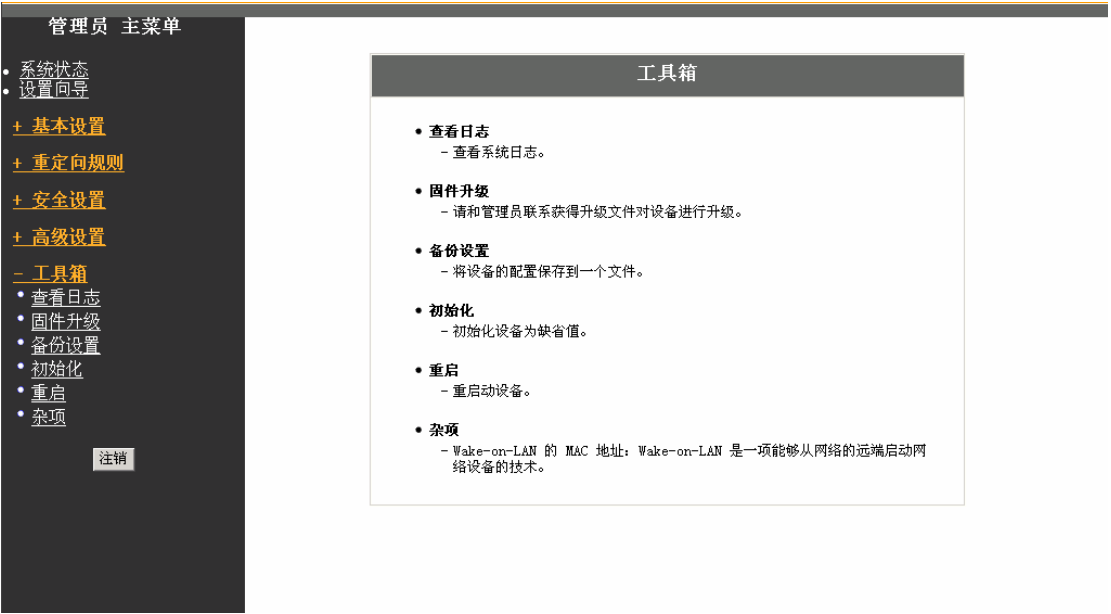 管理员 主菜单
系统状态
设置向导
+ 基本设置
+ 重定向规则
+ 安全设置
+ 高级设置
- 工具箱
查看日志
固件升级
备份设置
初始化
重启
杂项
注销
工具箱
• 查看日志
- 查看系统日志。
• 固件升级
- 请和管理员联系获得升级文件对设备进行升级。
• 备份设置
- 将设备的配置保存到一个文件。
• 初始化
- 初始化设备为缺省值。
• 重启
- 重启动设备。
• 杂项
- Wake-on-LAN 的 MAC 地址: Wake-on-LAN 是一项能够从网络的远端启动网
络设备的技术。